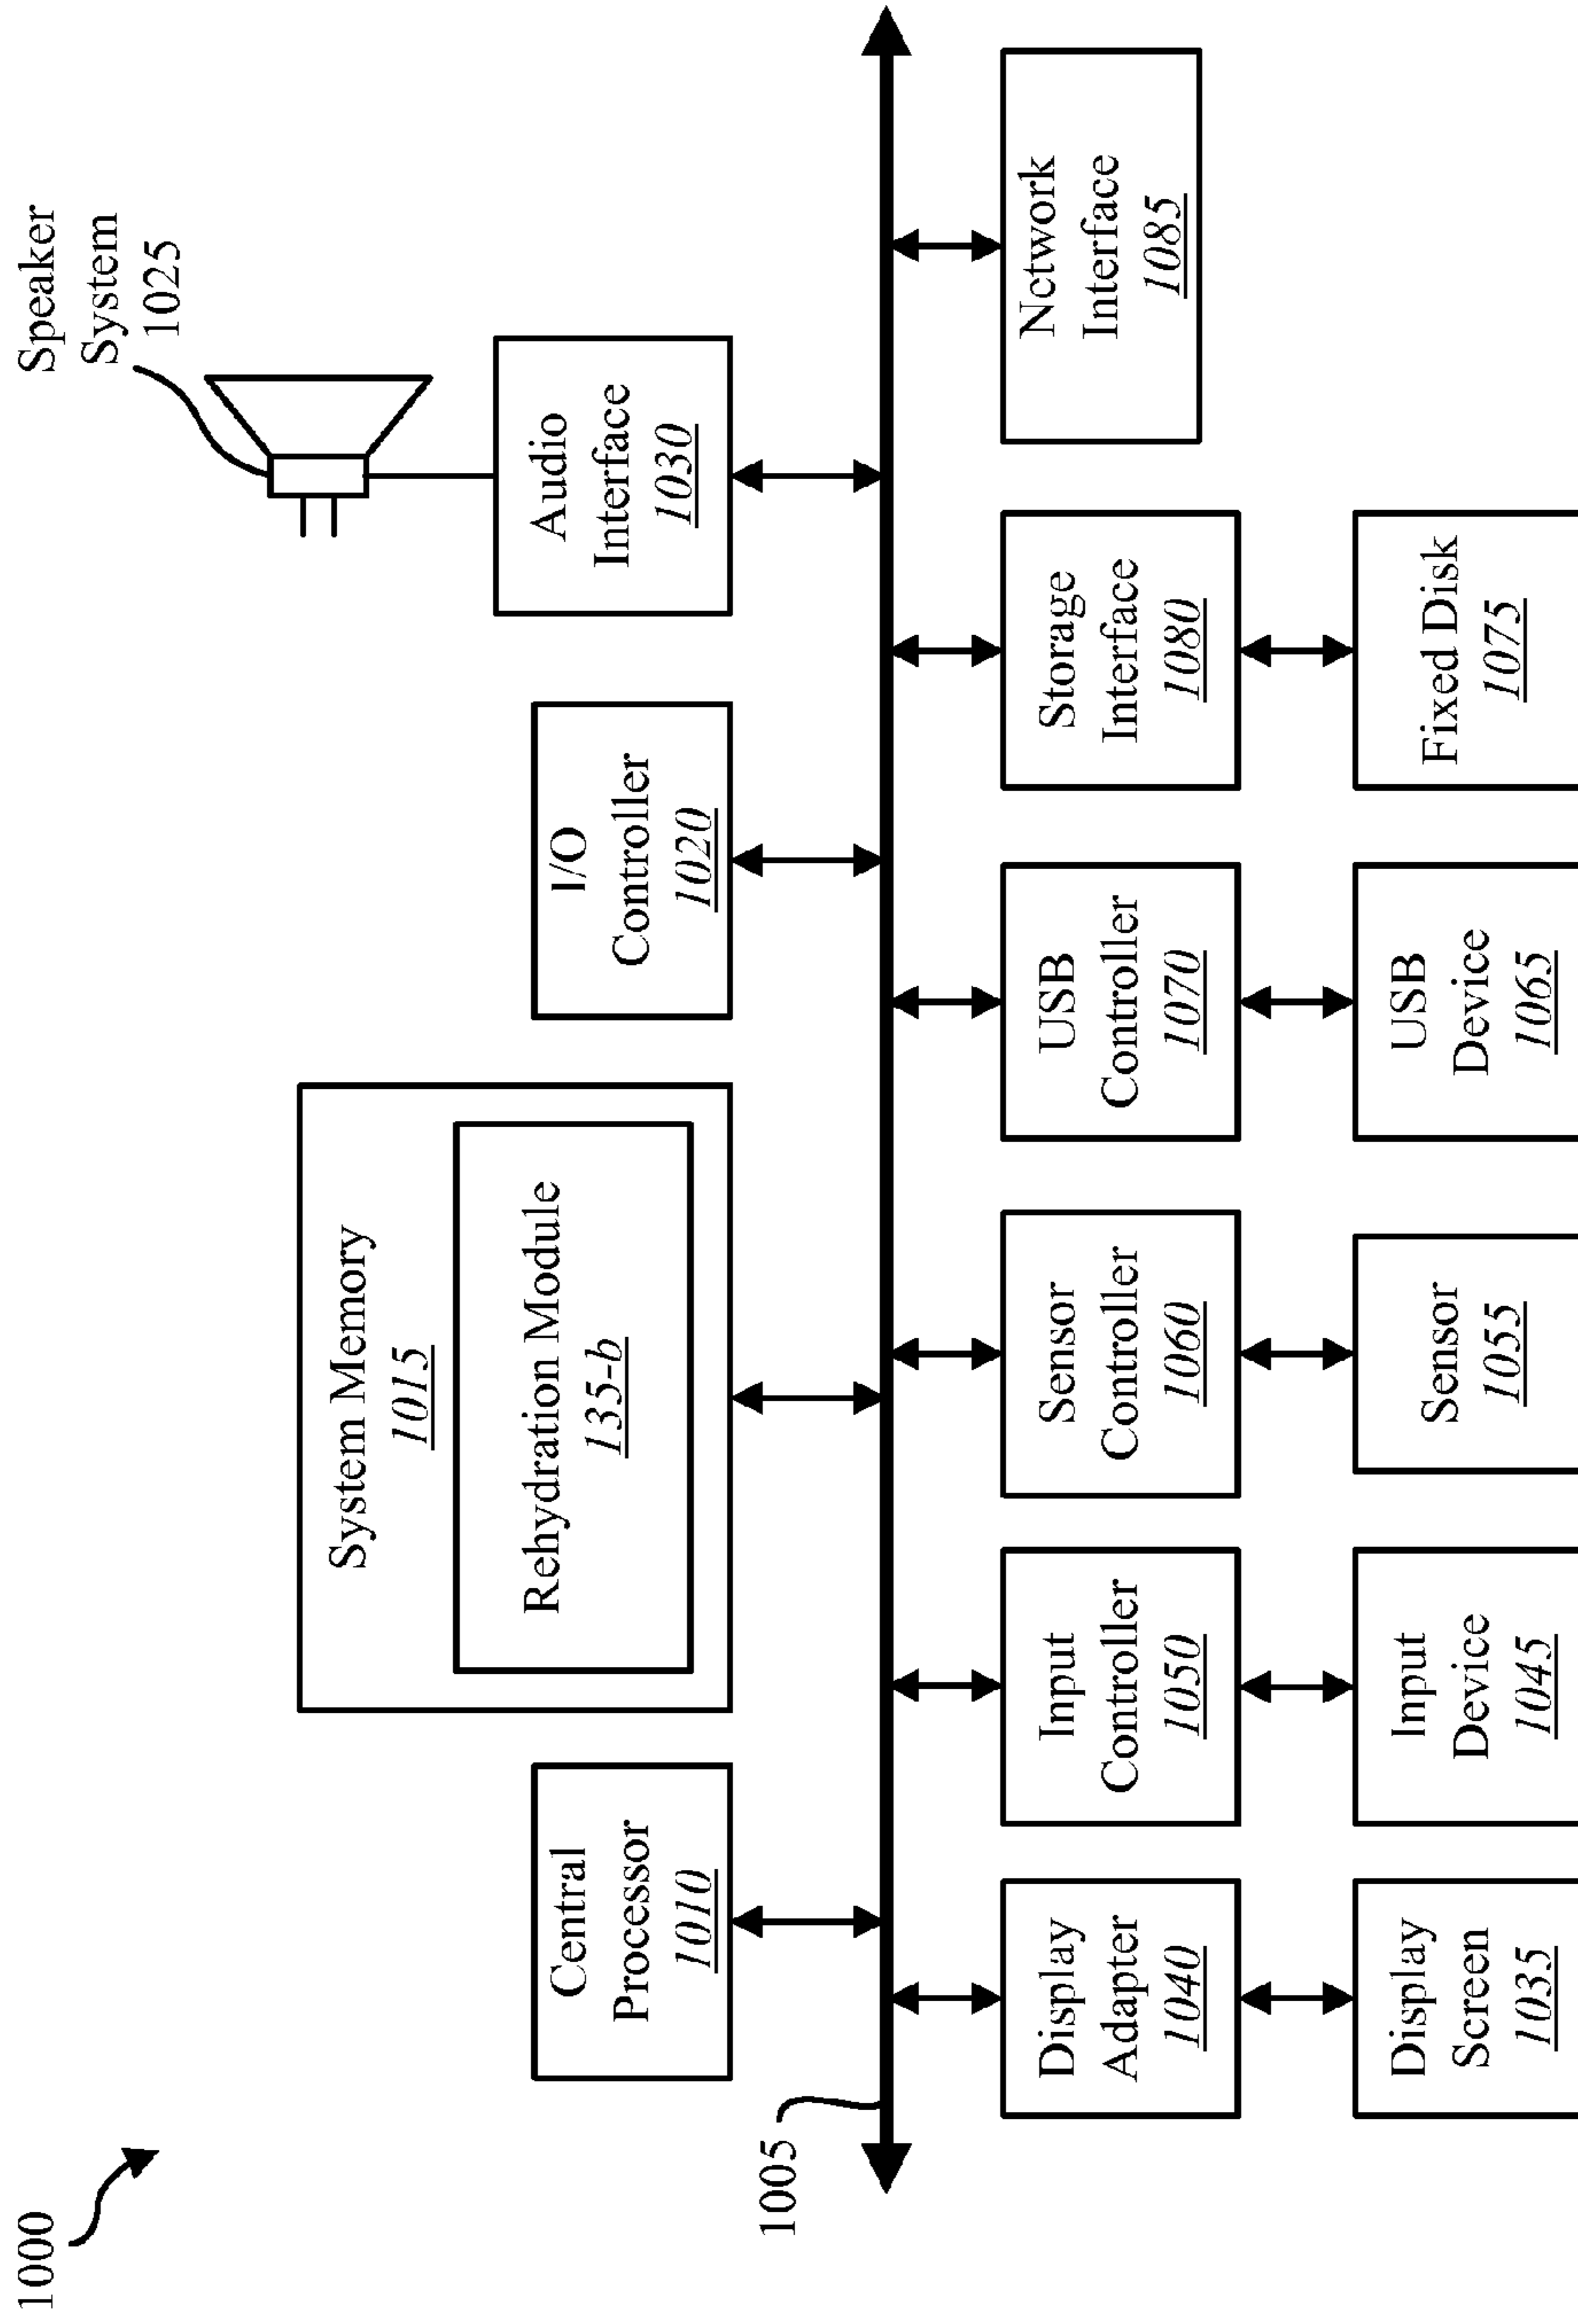 1000
Speaker
System
1025
Central
Processor
1010
System Memory
1015
Rehydration Module
135-b
I/O
Controller
1020
Audio
Interface
1030
1005
Display
Adapter
1040
Input
Controller
1050
Sensor
Controller
1060
USB
Controller
1070
Storage
Interface
1080
Network
Interface
1085
Display
Screen
1035
Input
Device
1045
Sensor
1055
USB
Device
1065
Fixed Disk
1075